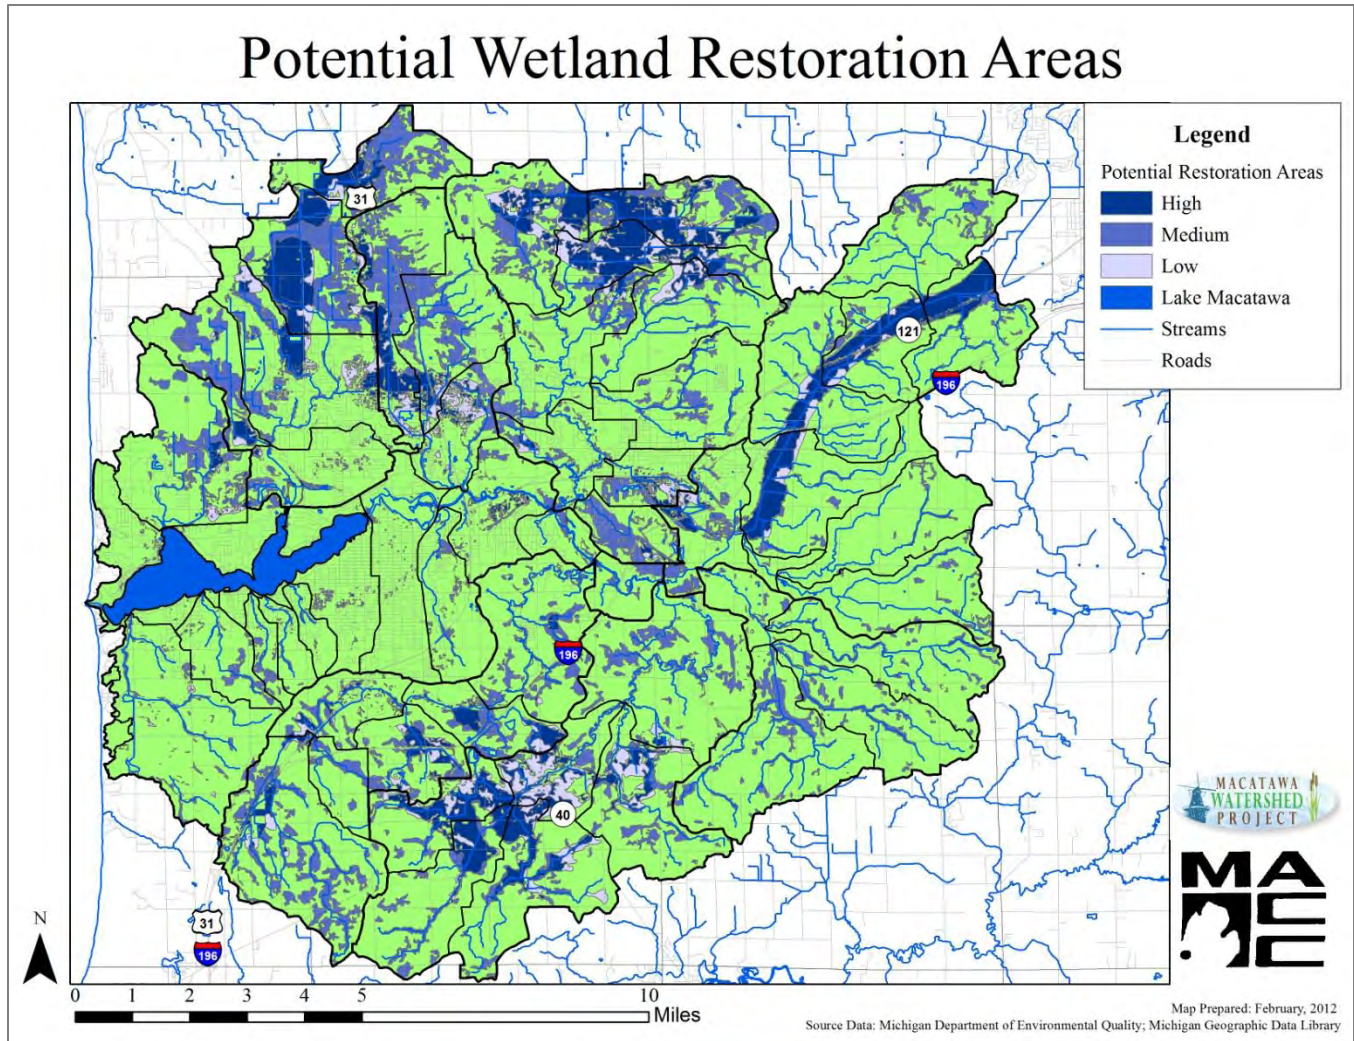 Potential Wetland Restoration Areas
Legend
Potential Restoration Areas
High
Medium
Low
Lake Macatawa
Streams
Roads
31
121
196
196
40
31
196
N
0 1 2 3 4 5 10 Miles
MACATAWA
WATERSHED
PROJECT
MACC
Map Prepared: February, 2012
Source Data: Michigan Department of Environmental Quality; Michigan Geographic Data Library